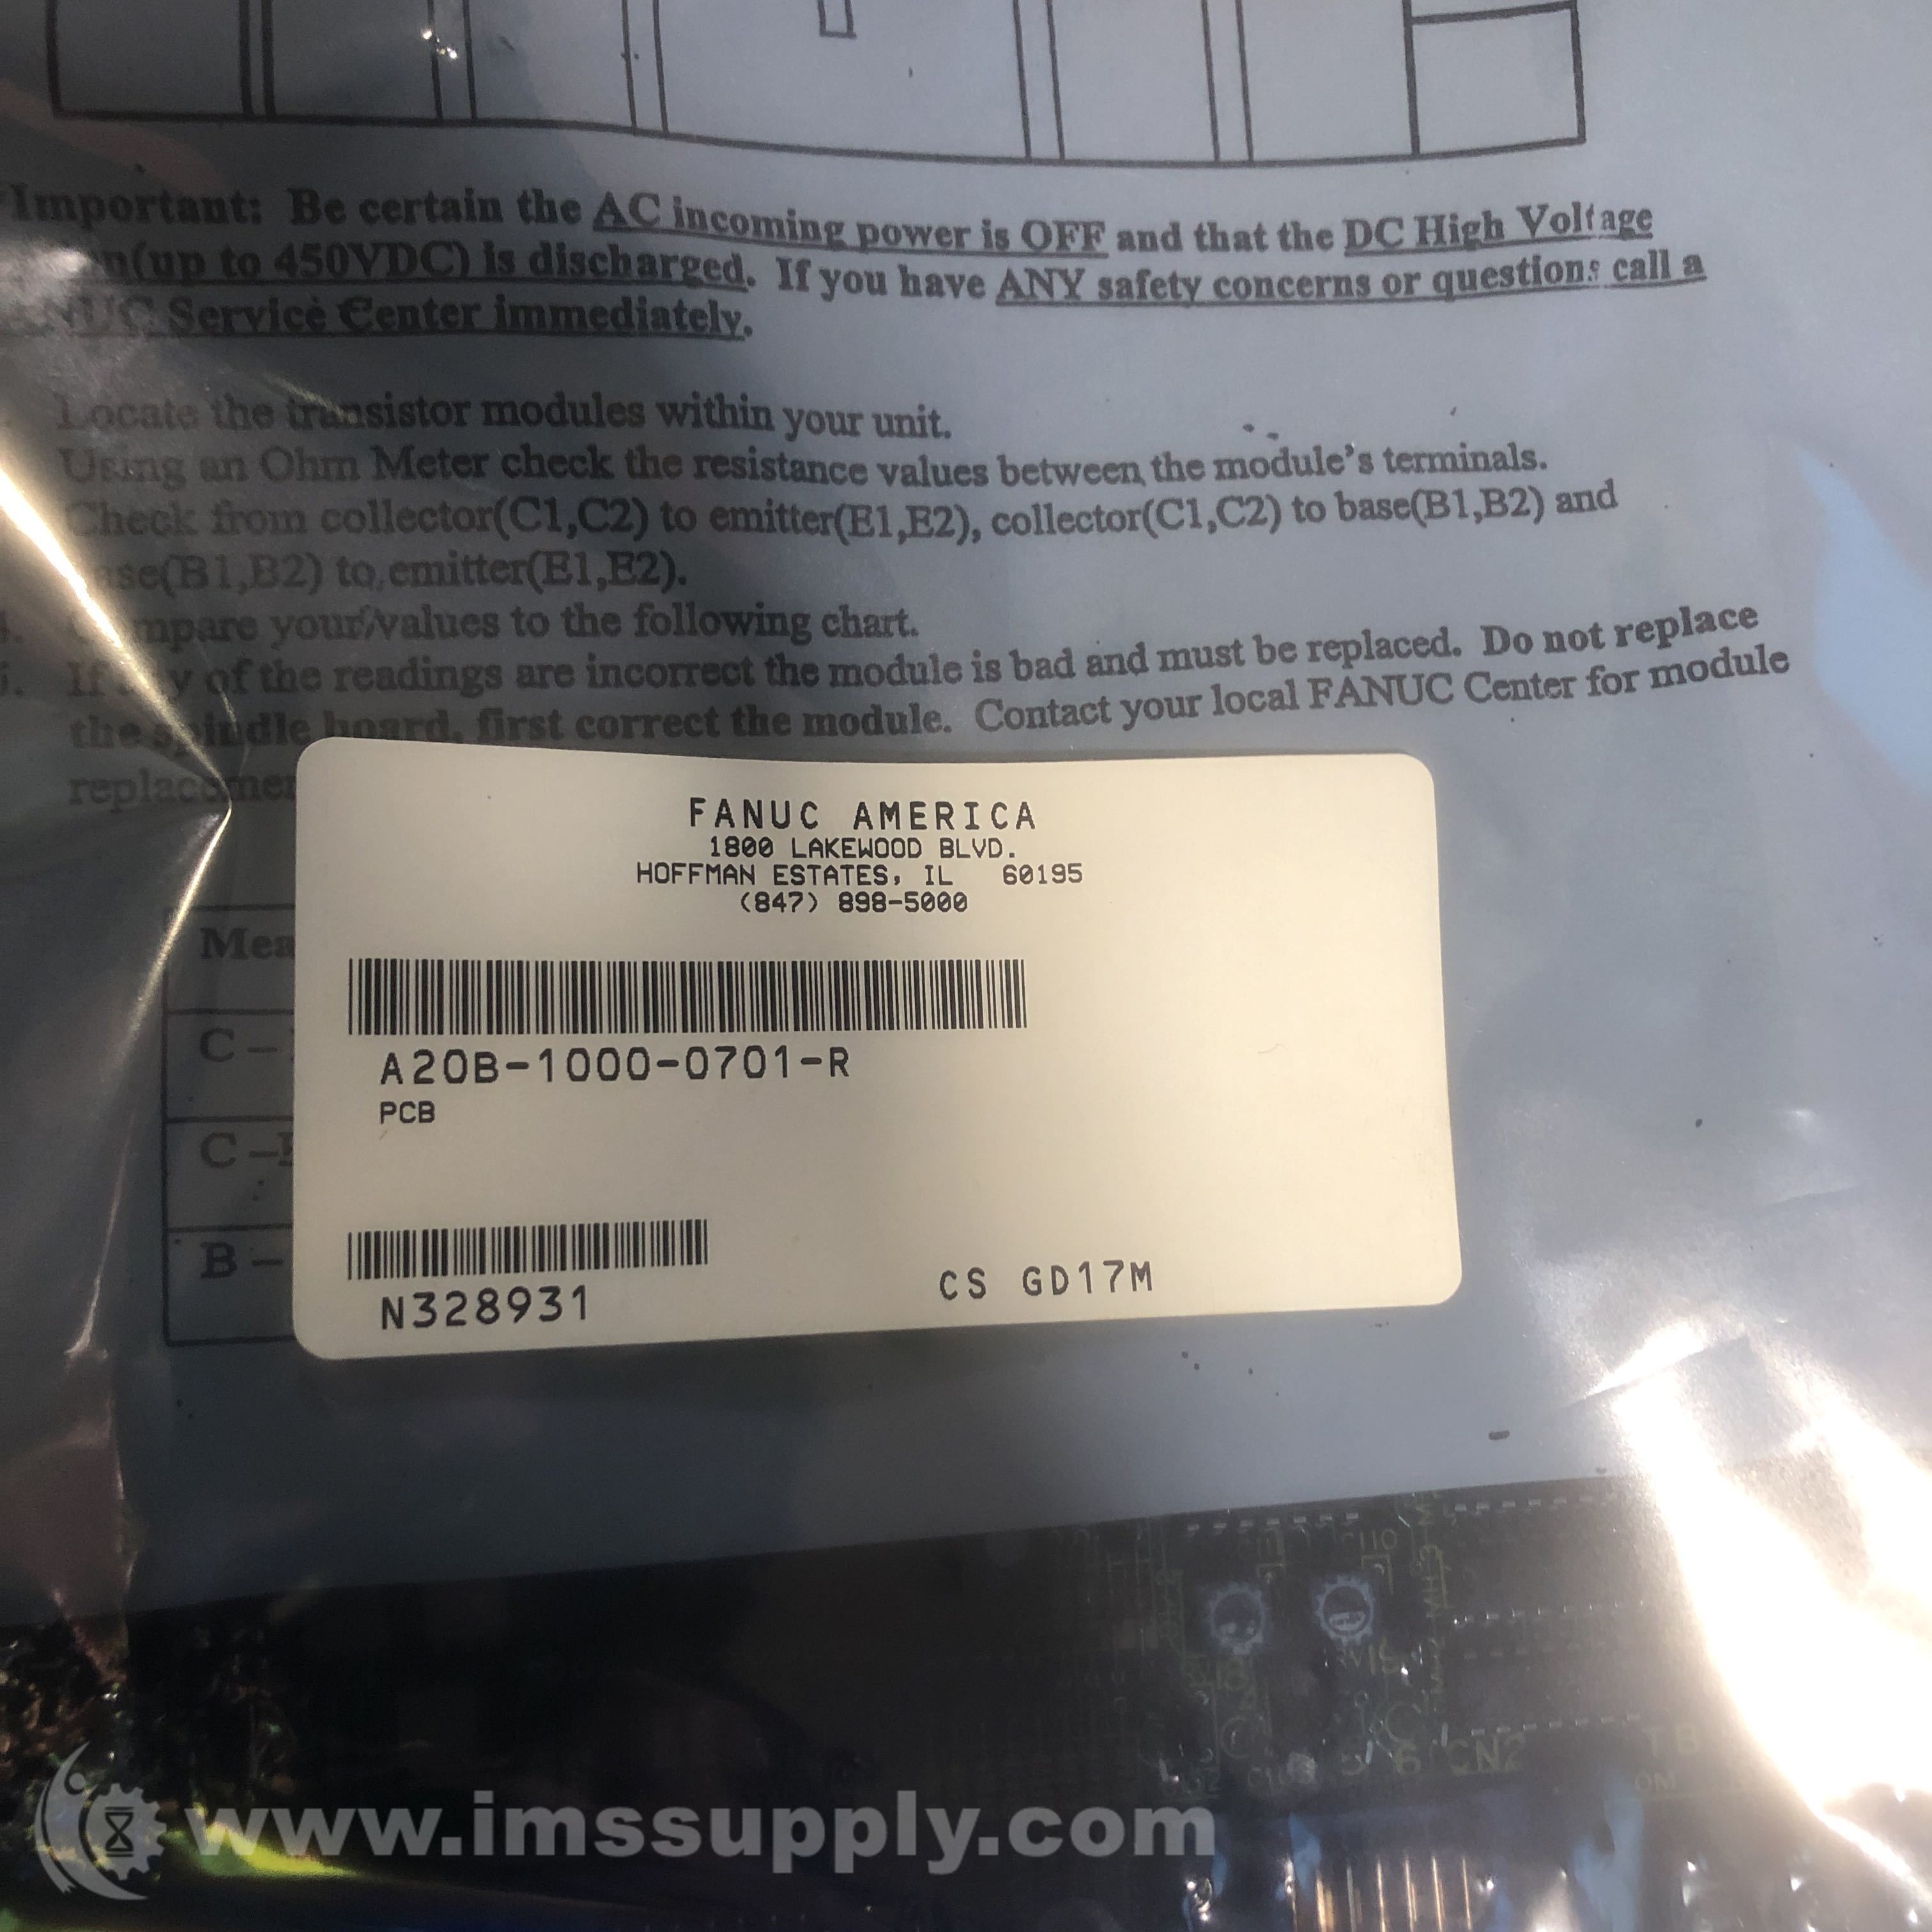 Important: Be certain the AC incoming power is OFF and that the DC High Voltage
(up to 450VDC) is discharged. If you have ANY safety concerns or questions call a
Service Center immediately.
Locate the transistor modules within your unit.
Using an Ohm Meter check the resistance values between the module's terminals.
Check from collector(C1,C2) to emitter(E1,E2), collector(C1,C2) to base(B1,B2) and
(B1,B2) to emitter(E1,E2).
your values to the following chart.
If of the readings are incorrect the module is bad and must be replaced. Do not replace
the spindle board, first correct the module. Contact your local FANUC Center for module
FANUC AMERICA
1800 LAKEWOOD BLVD.
HOFFMAN ESTATES, IL 60195
(847) 898-5000
Mea
C -
A20B-1000-0701-R
PCB
C -
B -
N328931
CS GD17M
CN2
www.imssupply.com